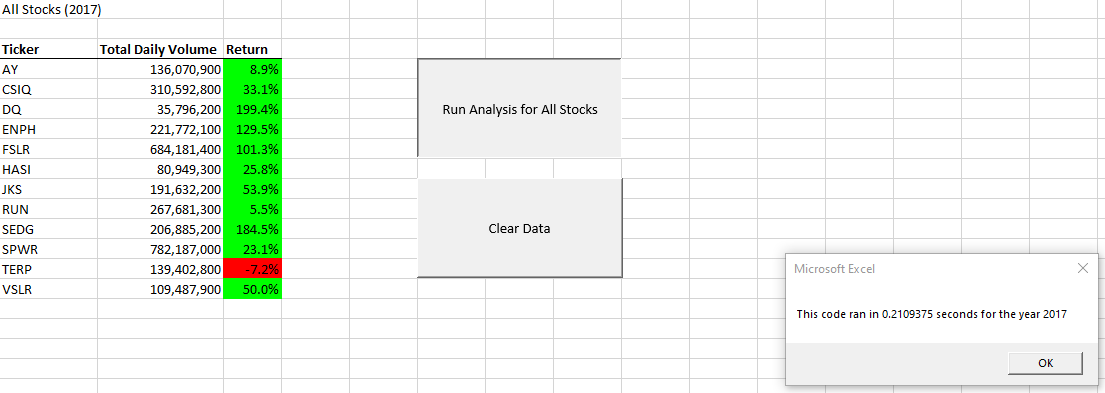 All Stocks (2017)
Ticker Total Daily Volume Return
AY 136,070,900 8.9%
CSIQ 310,592,800 33.1%
DQ 35,796,200 199.4%
ENPH 221,772,100 129.5%
FSLR 684,181,400 101.3%
HASI 80,949,300 25.8%
JKS 191,632,200 53.9%
RUN 267,681,300 5.5%
SEDG 206,885,200 184.5%
SPWR 782,187,000 23.1%
TERP 139,402,800 -7.2%
VSLR 109,487,900 50.0%
Run Analysis for All Stocks
Clear Data
Microsoft Excel
This code ran in 0.2109375 seconds for the year 2017
OK